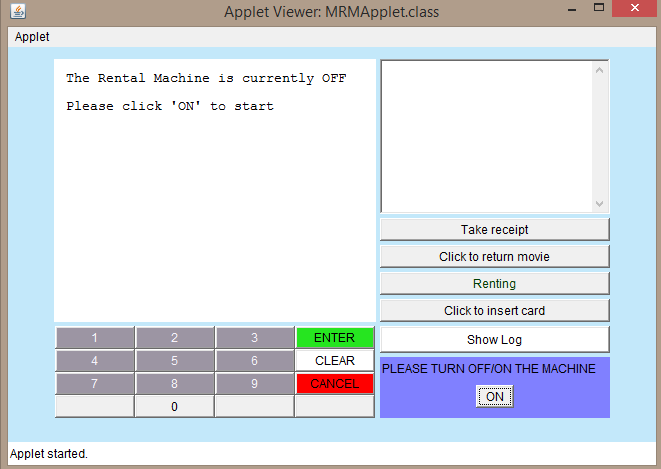 Applet Viewer: MRMApplet.class
Applet
The Rental Machine is currently OFF
Please click 'ON' to start
Take receipt
Click to return movie
Renting
Click to insert card
Show Log
1 2 3 ENTER
4 5 6 CLEAR
7 8 9 CANCEL
0
PLEASE TURN OFF/ON THE MACHINE
ON
Applet started.